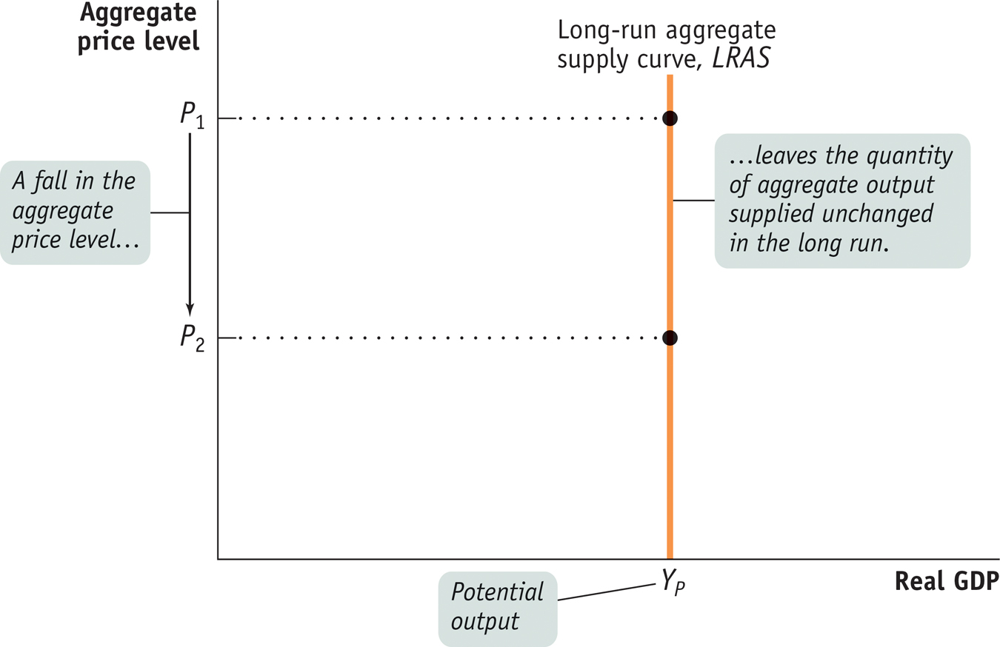 Aggregate
price level
Long-run aggregate
supply curve, LRAS
P1
A fall in the
aggregate
price level…
…leaves the quantity
of aggregate output
supplied unchanged
in the long run.
P2
YP
Real GDP
Potential
output